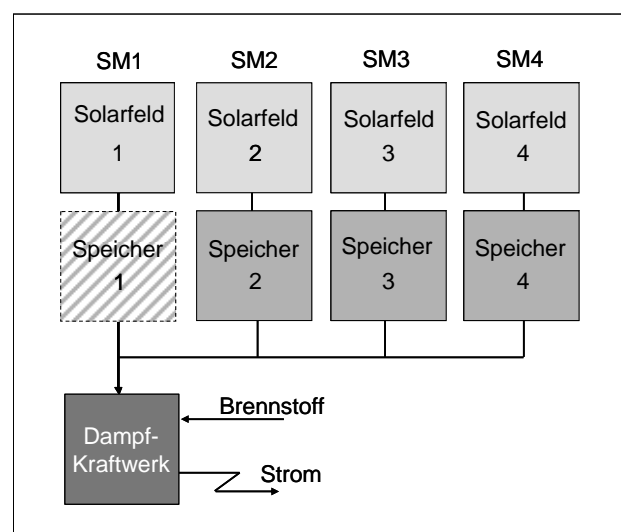 SM1 SM2 SM3 SM4
Solarfeld Solarfeld Solarfeld Solarfeld
1 2 3 4
Speicher Speicher Speicher Speicher
1 2 3 4
Brennstoff
Dampf-
Kraftwerk
Strom